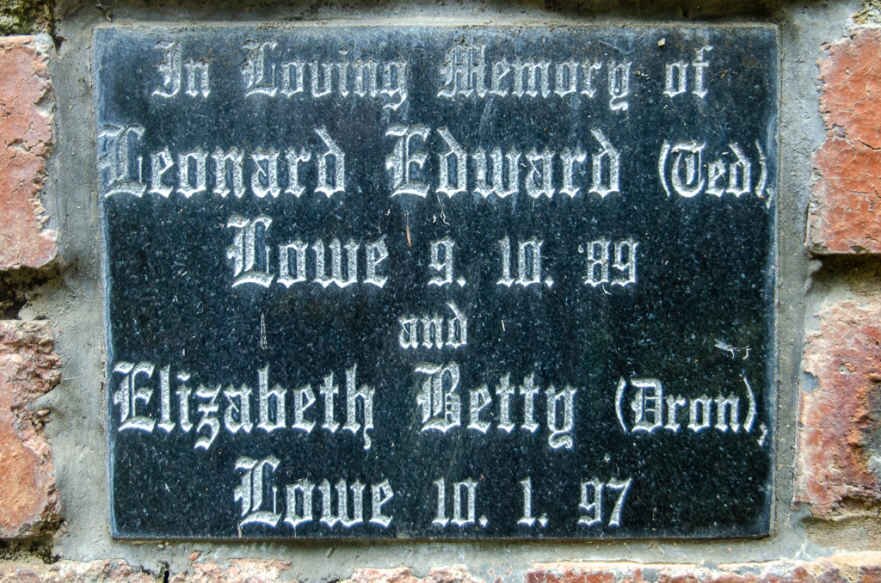 In Loving Memory of
Leonard Edward (Ted),
Lowe 9. 10. 89
and
Elizabeth Betty (Dron),
Lowe 10. 1. 97